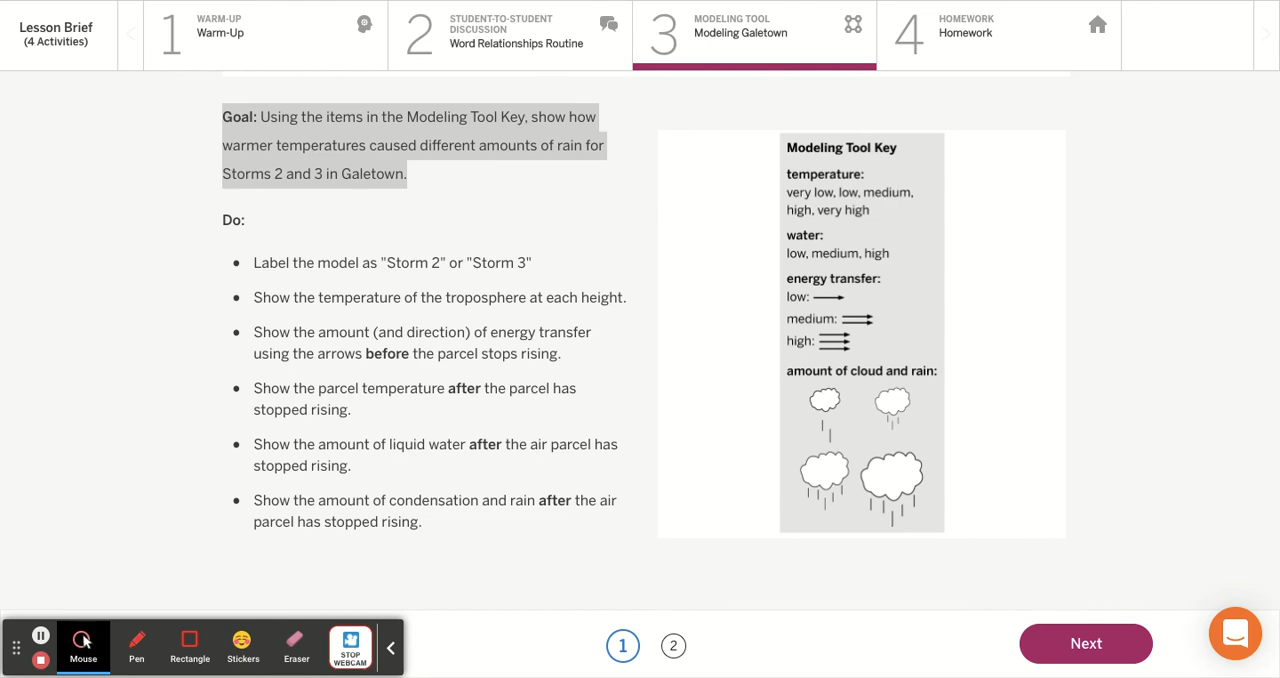 Lesson Brief
(4 Activities)
1
WARM-UP
Warm-Up
2
STUDENT-TO-STUDENT
DISCUSSION
Word Relationships Routine
3
MODELING TOOL
Modeling Galetown
4
HOMEWORK
Homework
Goal: Using the items in the Modeling Tool Key, show how
warmer temperatures caused different amounts of rain for
Storms 2 and 3 in Galetown.
Do:
• Label the model as "Storm 2" or "Storm 3"
• Show the temperature of the troposphere at each height.
• Show the amount (and direction) of energy transfer
using the arrows before the parcel stops rising.
• Show the parcel temperature after the parcel has
stopped rising.
• Show the amount of liquid water after the air parcel has
stopped rising.
• Show the amount of condensation and rain after the air
parcel has stopped rising.
Modeling Tool Key
temperature:
very low, low, medium,
high, very high
water:
low, medium, high
energy transfer:
low:
medium:
high:
amount of cloud and rain:
Mouse
Pen
Rectangle
Stickers
Eraser
STOP
WEBCAM
1
2
Next